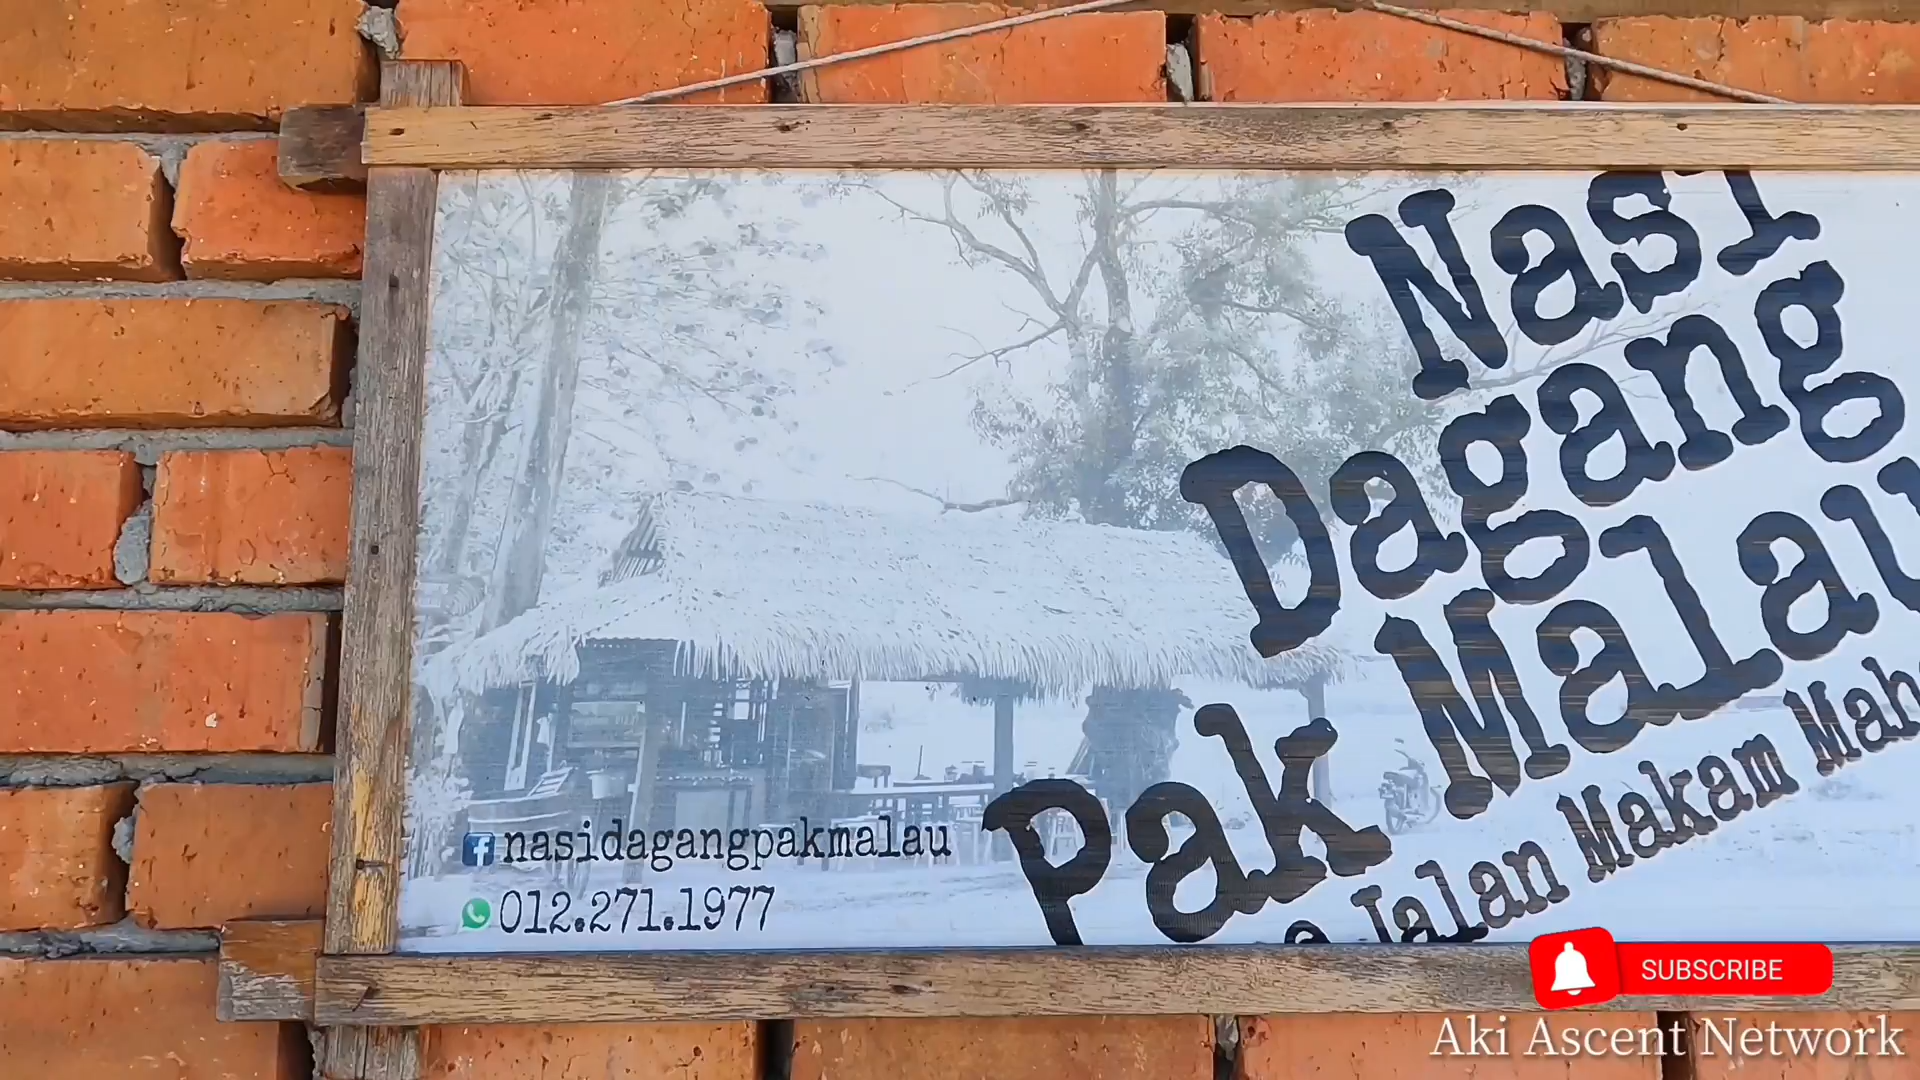 Nasi
Dagang
Pak Malau
Jalan Makam
nasidagangpakmalau
012.271.1977
SUBSCRIBE
Aki Ascent Network